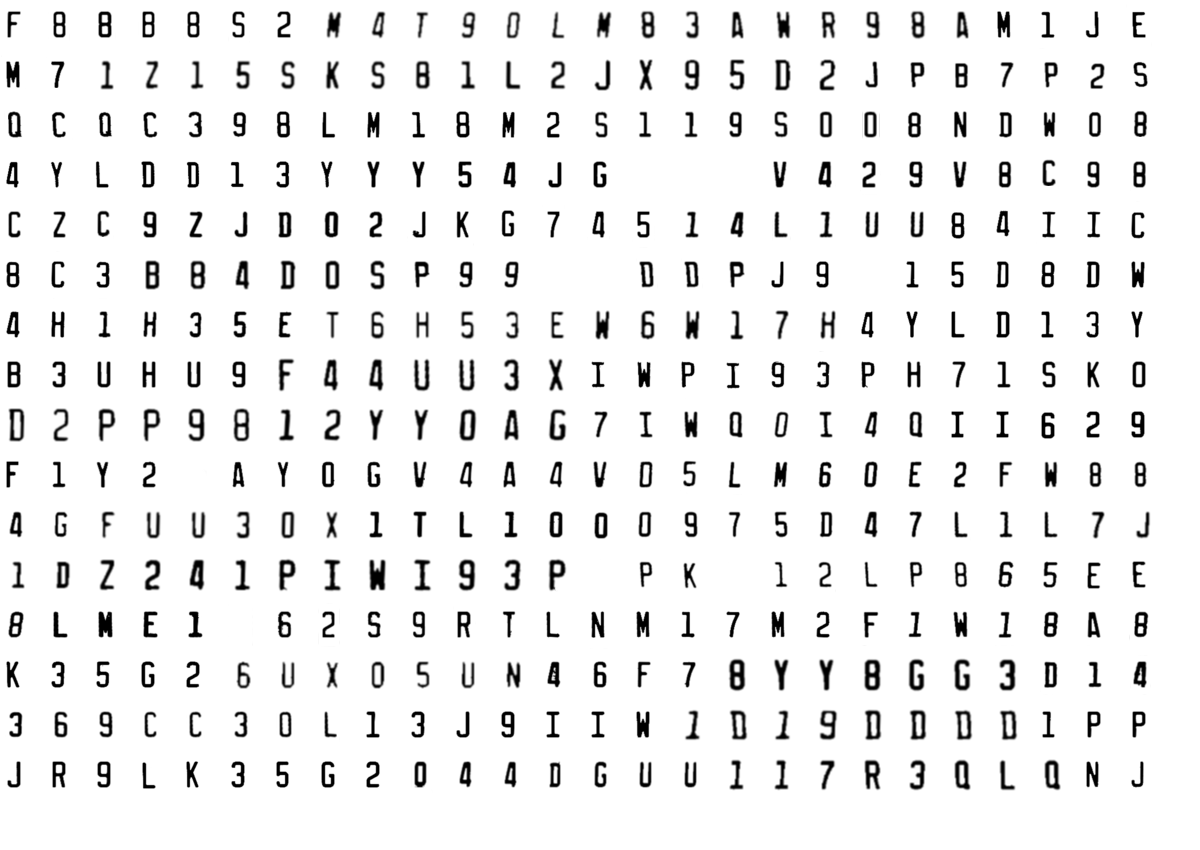 F 8 8 B 8 S 2 M 4 T 9 0 L M 8 3 A W R 9 8 A M 1 J E
M 7 1 Z 1 5 S K S 8 1 L 2 J X 9 5 D 2 J P B 7 P 2 S
Q C Q C 3 9 8 L M 1 8 M 2 S 1 1 9 S 0 0 8 N D W 0 8
4 Y L D D 1 3 Y Y Y 5 4 J G V 4 2 9 V 8 C 9 8
C Z C 9 Z J D 0 2 J K G 7 4 5 1 4 L 1 U U 8 4 I I C
8 C 3 B 8 4 D 0 S P 9 9 D D P J 9 1 5 D 8 D W
4 H 1 H 3 5 E T 6 H 5 3 E W 6 W 1 7 H 4 Y L D 1 3 Y
B 3 U H U 9 F 4 4 U U 3 X I W P I 9 3 P H 7 1 S K 0
D 2 P P 9 8 1 2 Y Y 0 A G 7 I W Q 0 I 4 Q I I 6 2 9
F 1 Y 2 A Y 0 G V 4 A 4 V D 5 L M 6 0 E 2 F W 8 8
4 G F U U 3 0 X 1 T L 1 0 0 0 9 7 5 D 4 7 L 1 L 7 J
1 D Z 2 4 1 P I W I 9 3 P P K 1 2 L P 8 6 5 E E
8 L M E 1 6 2 S 9 R T L N M 1 7 M 2 F 1 W 1 8 A 8
K 3 5 G 2 6 U X 0 5 U N 4 6 F 7 8 Y Y 8 G G 3 D 1 4
3 6 9 C C 3 0 L 1 3 J 9 I I W 1 D 1 9 D D D D 1 P P
J R 9 L K 3 5 G 2 0 4 4 D G U U 1 1 7 R 3 Q L Q N J